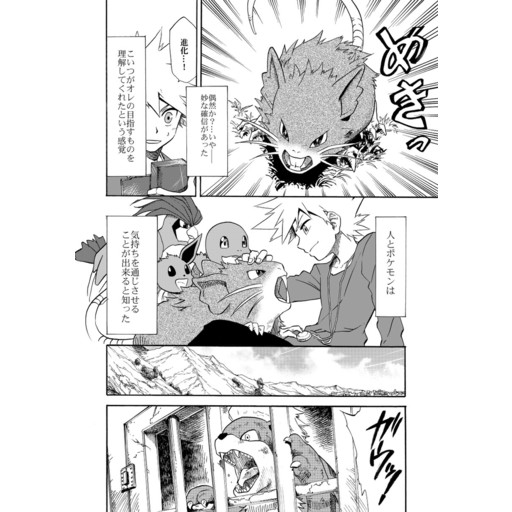 めきっ
進化…！
偶然か？…いや――
妙な確信があった
こいつがオレの目指すものを
理解してくれたという感覚
人とポケモンは
気持ちを通じさせる
ことが出来ると知った
ガウッ！